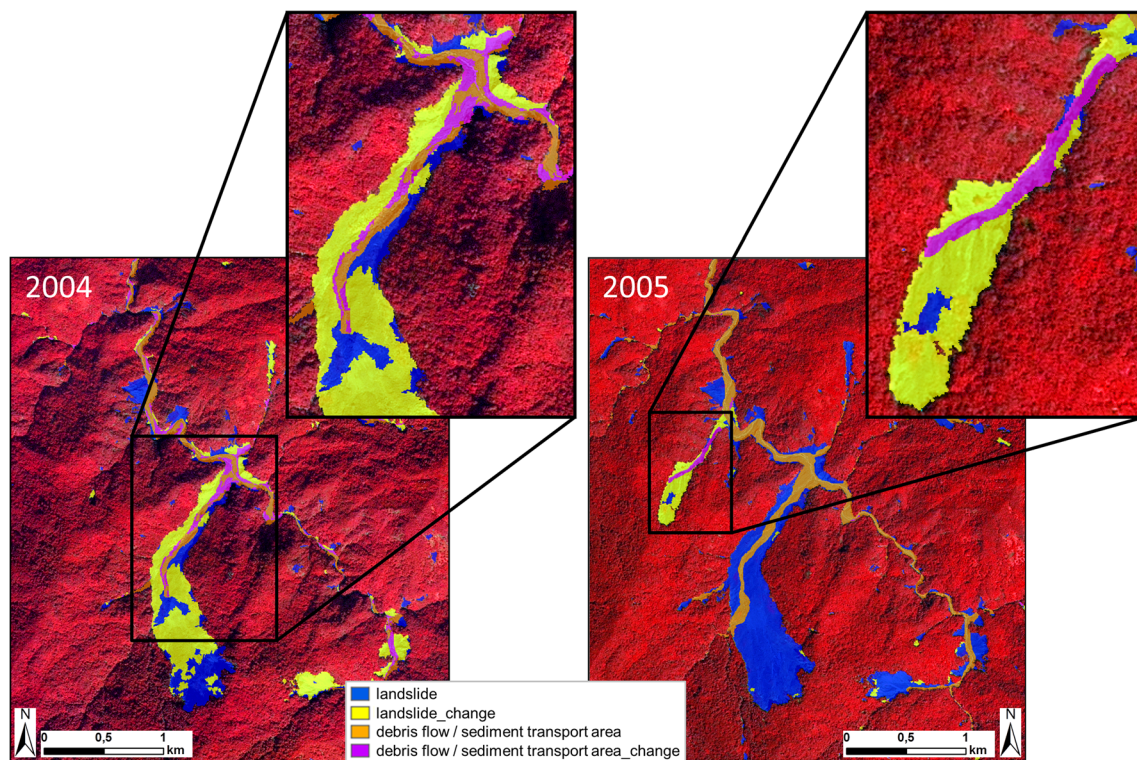 2004
2005
landslide
landslide_change
debris flow / sediment transport area
debris flow / sediment transport area_change
N
0 0,5 1
km
0 0,5 1
km
N